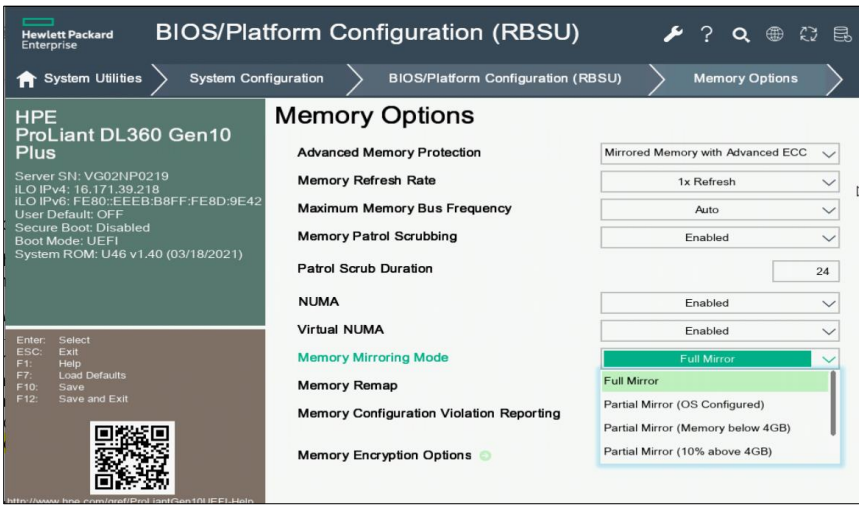 Hewlett Packard
Enterprise
BIOS/Platform Configuration (RBSU)
System Utilities
System Configuration
BIOS/Platform Configuration (RBSU)
Memory Options
HPE
ProLiant DL360 Gen10
Plus
Server SN: VG02NP0219
iLO IPv4: 16.171.39.218
iLO IPv6: FE80::EEEB:B8FF:FE8D:9E42
User Default: OFF
Secure Boot: Disabled
Boot Mode: UEFI
System ROM: U46 v1.40 (03/18/2021)
Enter: Select
ESC: Exit
F1: Help
F7: Load Defaults
F10: Save
F12: Save and Exit
http://www.hpe.com/qref/ProLiantGen10UEFI-Help
Memory Options
Advanced Memory Protection Mirrored Memory with Advanced ECC
Memory Refresh Rate 1x Refresh
Maximum Memory Bus Frequency Auto
Memory Patrol Scrubbing Enabled
Patrol Scrub Duration 24
NUMA Enabled
Virtual NUMA Enabled
Memory Mirroring Mode Full Mirror
Full Mirror
Memory Remap
Partial Mirror (OS Configured)
Memory Configuration Violation Reporting
Partial Mirror (Memory below 4GB)
Partial Mirror (10% above 4GB)
Memory Encryption Options